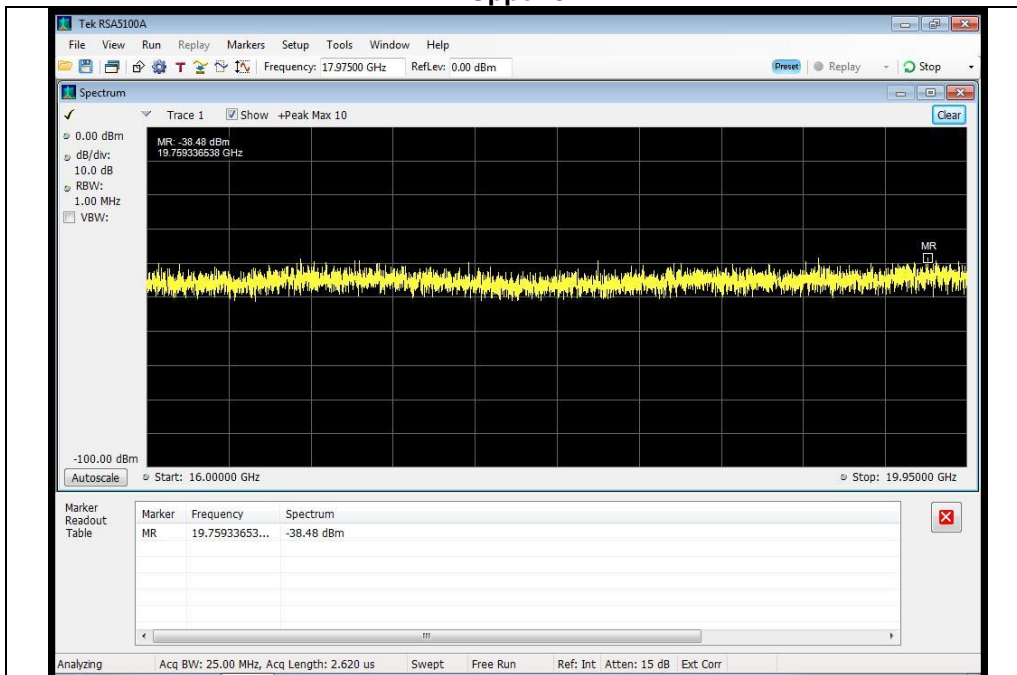 Tek RSA5100A
File View Run Replay Markers Setup Tools Window Help
T Frequency: 17.97500 GHz RefLev: 0.00 dBm Preset Replay Stop
Spectrum
Trace 1 Show +Peak Max 10 Clear
0.00 dBm
dB/div:
10.0 dB
RBW:
1.00 MHz
VBW:
MR: -38.48 dBm
19.759336538 GHz
MR
-100.00 dBm
Autoscale Start: 16.00000 GHz Stop: 19.95000 GHz
Marker
Readout
Table
Marker Frequency Spectrum
MR 19.75933653... -38.48 dBm
Analyzing Acq BW: 25.00 MHz, Acq Length: 2.620 us Swept Free Run Ref: Int Atten: 15 dB Ext Corr